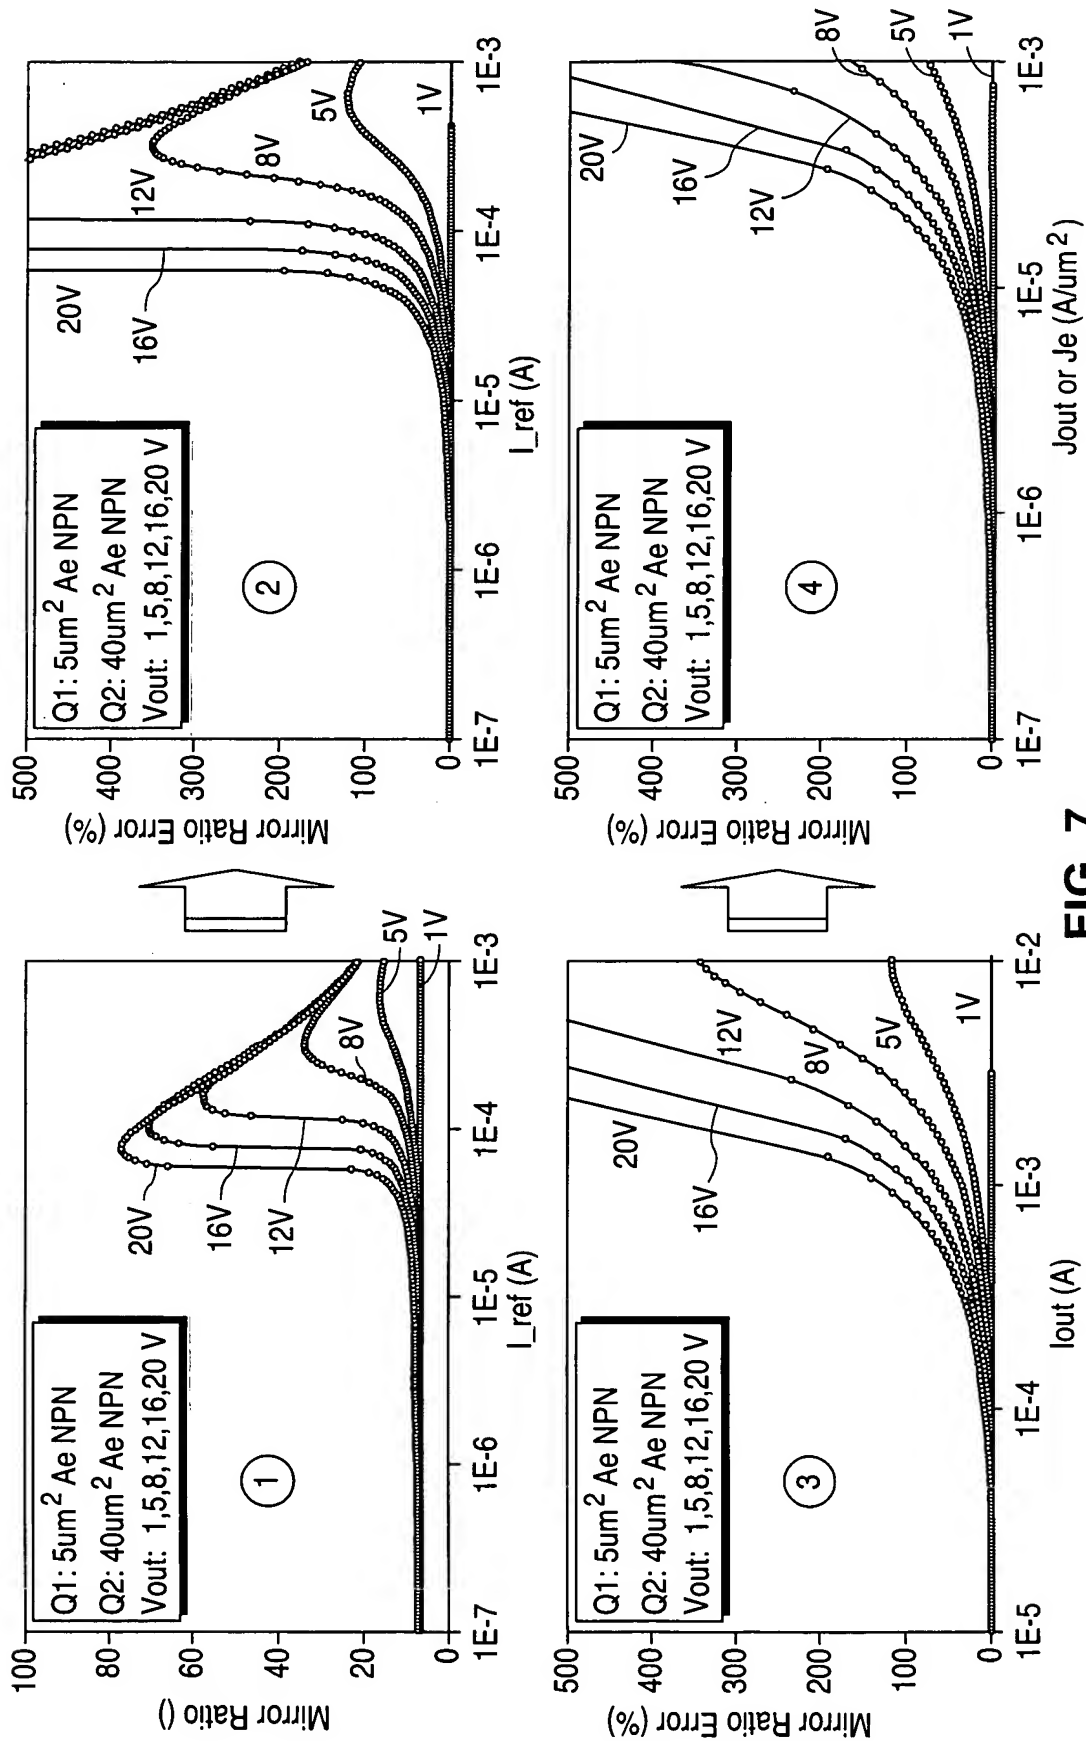 Q1: 5um² Ae NPN
Q2: 40um² Ae NPN
Vout: 1,5,8,12,16,20 V
1
20V
16V
12V
8V
5V
1V
100
80
60
40
20
0
1E-7
1E-6
1E-5
1E-4
1E-3
Mirror Ratio ()
I_ref (A)
Q1: 5um² Ae NPN
Q2: 40um² Ae NPN
Vout: 1,5,8,12,16,20 V
2
20V
16V
12V
8V
5V
1V
500
400
300
200
100
0
1E-7
1E-6
1E-5
1E-4
1E-3
Mirror Ratio Error (%)
I_ref (A)
Q1: 5um² Ae NPN
Q2: 40um² Ae NPN
Vout: 1,5,8,12,16,20 V
3
20V
16V
12V
8V
5V
1V
500
400
300
200
100
0
1E-5
1E-4
1E-3
1E-2
Mirror Ratio Error (%)
Iout (A)
Q1: 5um² Ae NPN
Q2: 40um² Ae NPN
Vout: 1,5,8,12,16,20 V
4
20V
16V
12V
8V
5V
1V
500
400
300
200
100
0
1E-7
1E-6
1E-5
1E-3
Mirror Ratio Error (%)
Jout or Je (A/um²)
FIG. 7